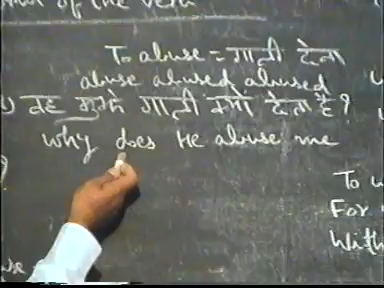 of the verb
To abuse = गाली देना
abuse abused abused
वह मुझे गाली क्यों देता है?
why does He abuse me
To
For
With